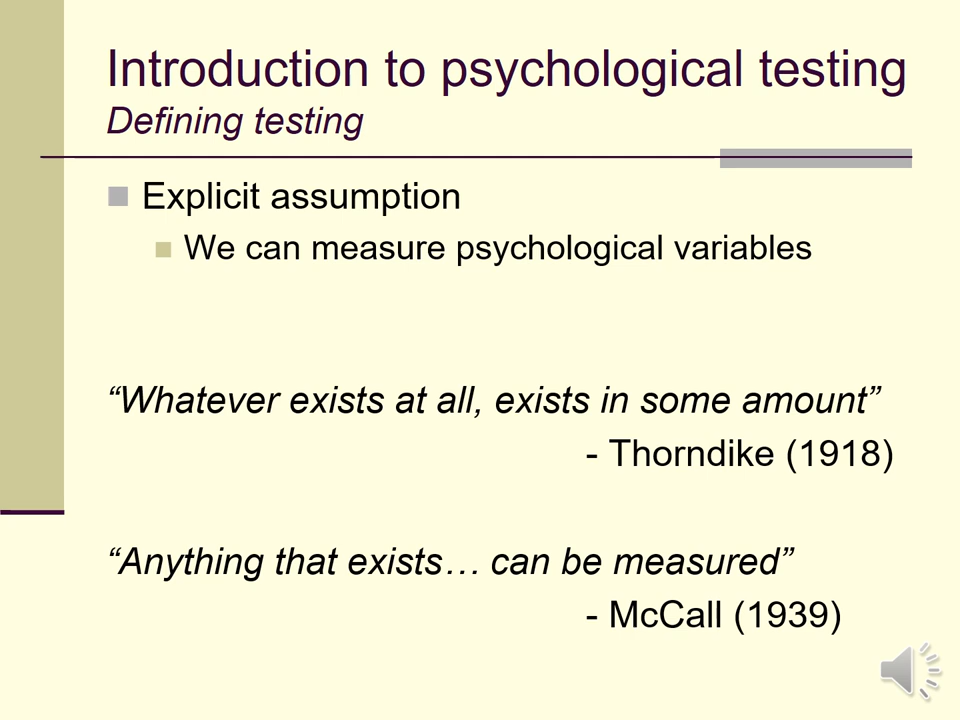 Introduction to psychological testing
Defining testing
Explicit assumption
We can measure psychological variables
“Whatever exists at all, exists in some amount”
- Thorndike (1918)
“Anything that exists… can be measured”
- McCall (1939)